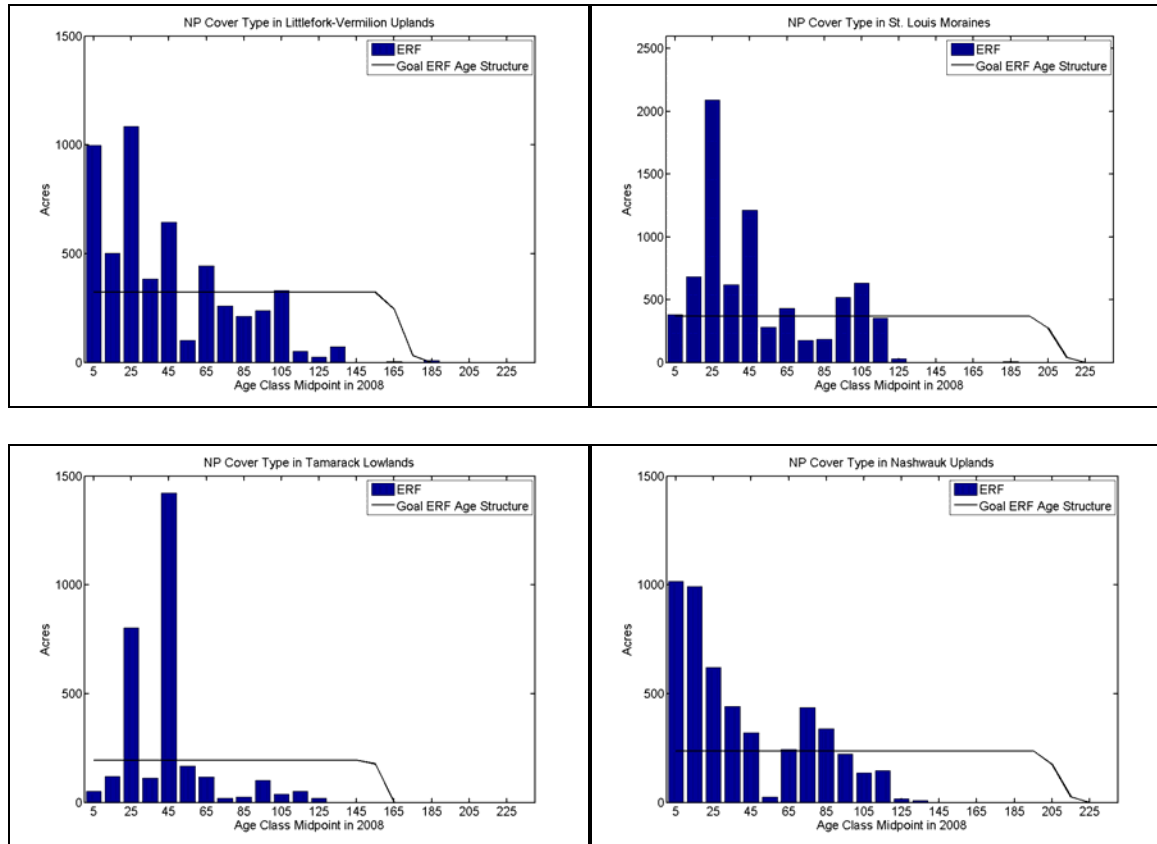 NP Cover Type in Littlefork-Vermilion Uplands
1500
1000
500
0
Acres
ERF
Goal ERF Age Structure
5 25 45 65 85 105 125 145 165 185 205 225
Age Class Midpoint in 2008
NP Cover Type in St. Louis Moraines
2500
2000
1500
1000
500
0
Acres
ERF
Goal ERF Age Structure
5 25 45 65 85 105 125 145 165 185 205 225
Age Class Midpoint in 2008
NP Cover Type in Tamarack Lowlands
1500
1000
500
0
Acres
ERF
Goal ERF Age Structure
5 25 45 65 85 105 125 145 165 185 205 225
Age Class Midpoint in 2008
NP Cover Type in Nashwauk Uplands
1500
1000
500
0
Acres
ERF
Goal ERF Age Structure
5 25 45 65 85 105 125 145 165 185 205 225
Age Class Midpoint in 2008